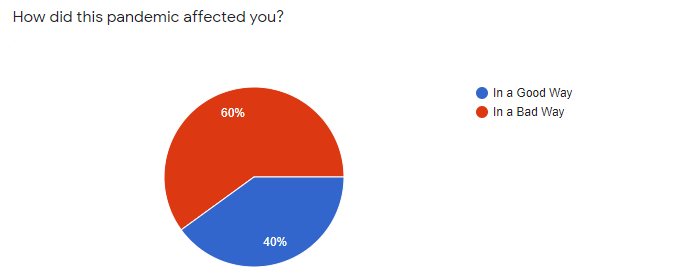 How did this pandemic affected you?
In a Good Way
In a Bad Way
60%
40%